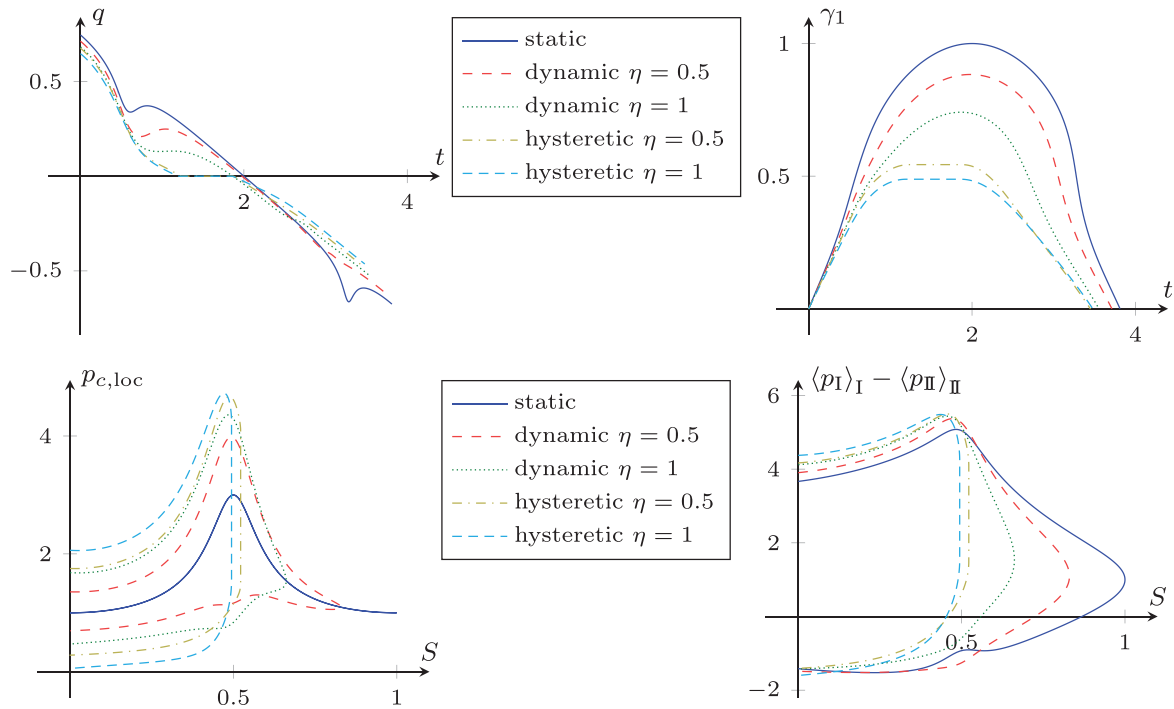 q
0.5
−0.5
2
4
t
static
dynamic η = 0.5
dynamic η = 1
hysteretic η = 0.5
hysteretic η = 1
γ1
1
0.5
2
4
t
p_{c,loc}
4
2
0.5
1
S
static
dynamic η = 0.5
dynamic η = 1
hysteretic η = 0.5
hysteretic η = 1
⟨p_I⟩_I − ⟨p_II⟩_II
6
4
2
−2
0.5
1
S